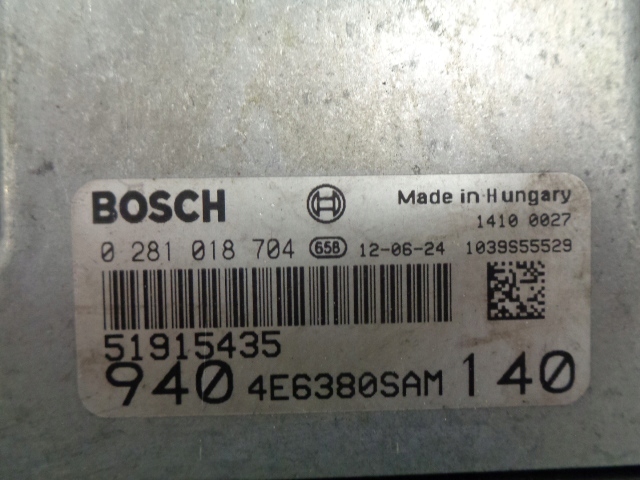 BOSCH Made in Hungary
1410 0027
0 281 018 704 658 12-06-24 1039S55529
51915435
940 4E6380SAM 140